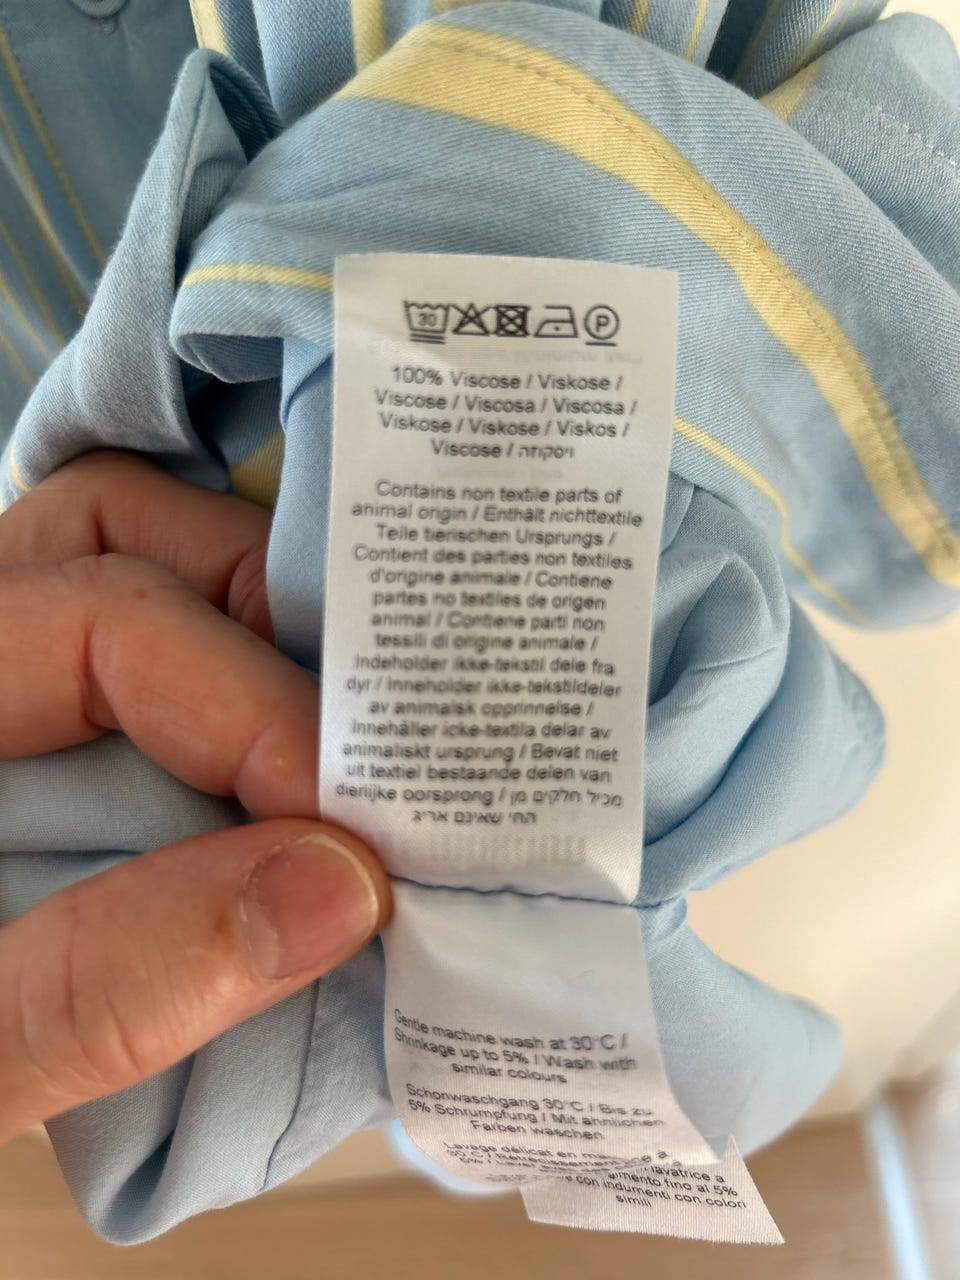 30 P
100% Viscose / Viskose /
Viscose / Viscosa / Viscosa /
Viskose / Viskose / Viskos /
Viscose / ויסקוזה
Contains non textile parts of
animal origin / Enthält nichttextile
Teile tierischen Ursprungs /
Contient des parties non textiles
d'origine animale / Contiene
partes no textiles de origen
animal / Contiene parti non
tessili di origine animale /
Indeholder ikke-tekstil dele fra
dyr / Inneholder ikke-tekstildeler
av animalsk opprinnelse /
Innehåller icke-textila delar av
animaliskt ursprung / Bevat niet
uit textiel bestaande delen van
dierlijke oorsprong / מכיל חלקים מן
החי שאינם אריג
Gentle machine wash at 30°C /
Shrinkage up to 5% / Wash with
similar colours
Schonwaschgang 30°C / Bis zu
5% Schrumpfung / Mit ähnlichen
Farben waschen
Lavage délicat en machine à
30°C / Rétrécissement
5% / Laver
lavatrice a
fino al 5%
con indumenti con colori
simili